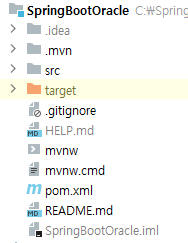 SpringBootOracle C:₩Spring
.idea
.mvn
src
target
.gitignore
HELP.md
mvnw
mvnw.cmd
pom.xml
README.md
SpringBootOracle.iml